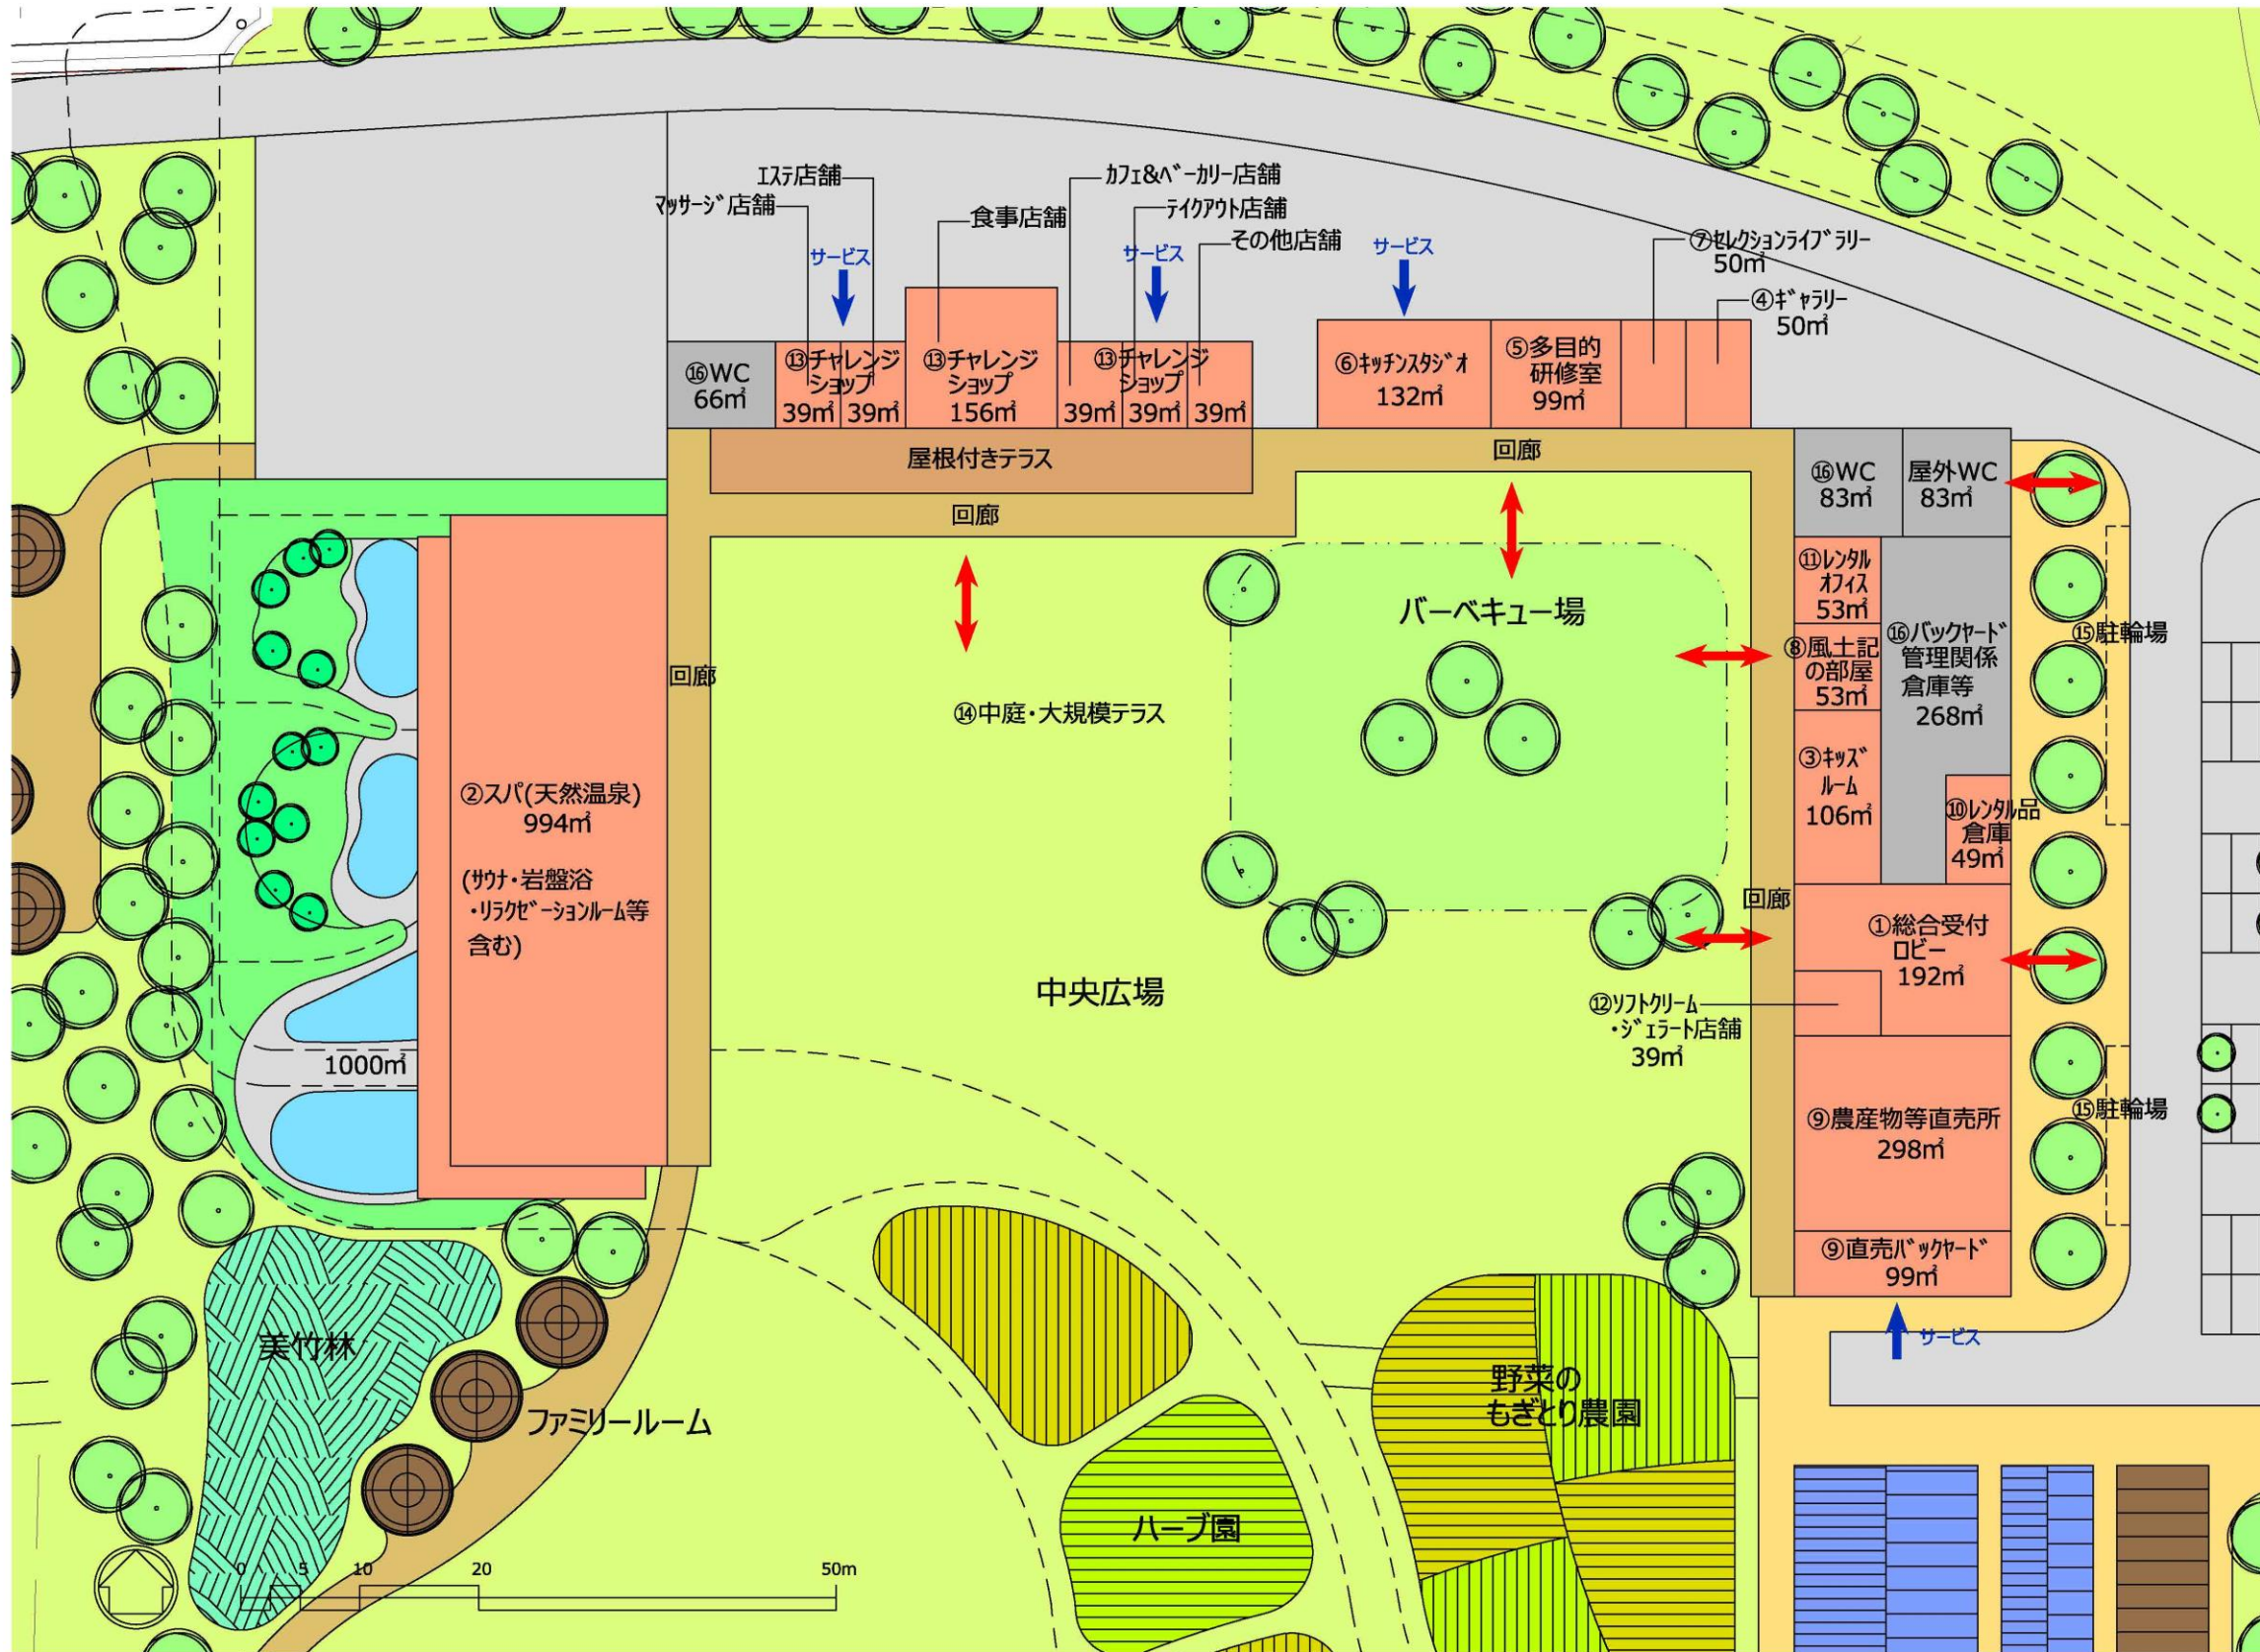 エステ店舗
カフェ&ベーカリー店舗
マッサージ店舗
テイクアウト店舗
食事店舗
その他店舗
サービス
サービス
サービス
⑦セレクションライブラリー
50㎡
④ギャラリー
50㎡
⑯WC
66㎡
⑬チャレンジ
ショップ
39㎡
39㎡
⑬チャレンジ
ショップ
156㎡
⑬チャレンジ
ショップ
39㎡
39㎡
39㎡
⑥キッチンスタジオ
132㎡
⑤多目的
研修室
99㎡
屋根付きテラス
回廊
回廊
回廊
回廊
⑯WC
83㎡
屋外WC
83㎡
⑪レンタル
オフィス
53㎡
⑧風土記
の部屋
53㎡
⑯バックヤード
管理関係
倉庫等
268㎡
⑮駐輪場
バーベキュー場
⑭中庭・大規模テラス
③キッズ
ルーム
106㎡
⑩レンタル品
倉庫
49㎡
②スパ(天然温泉)
994㎡
(サウナ・岩盤浴
・リラクゼーションルーム等
含む)
①総合受付
ロビー
192㎡
中央広場
⑫ソフトクリーム
・ジェラート店舗
39㎡
1000㎡
⑨農産物等直売所
298㎡
⑮駐輪場
⑨直売バックヤード
99㎡
サービス
美竹林
ファミリールーム
野菜の
もぎとり農園
ハーブ園
0 5 10 20 50m